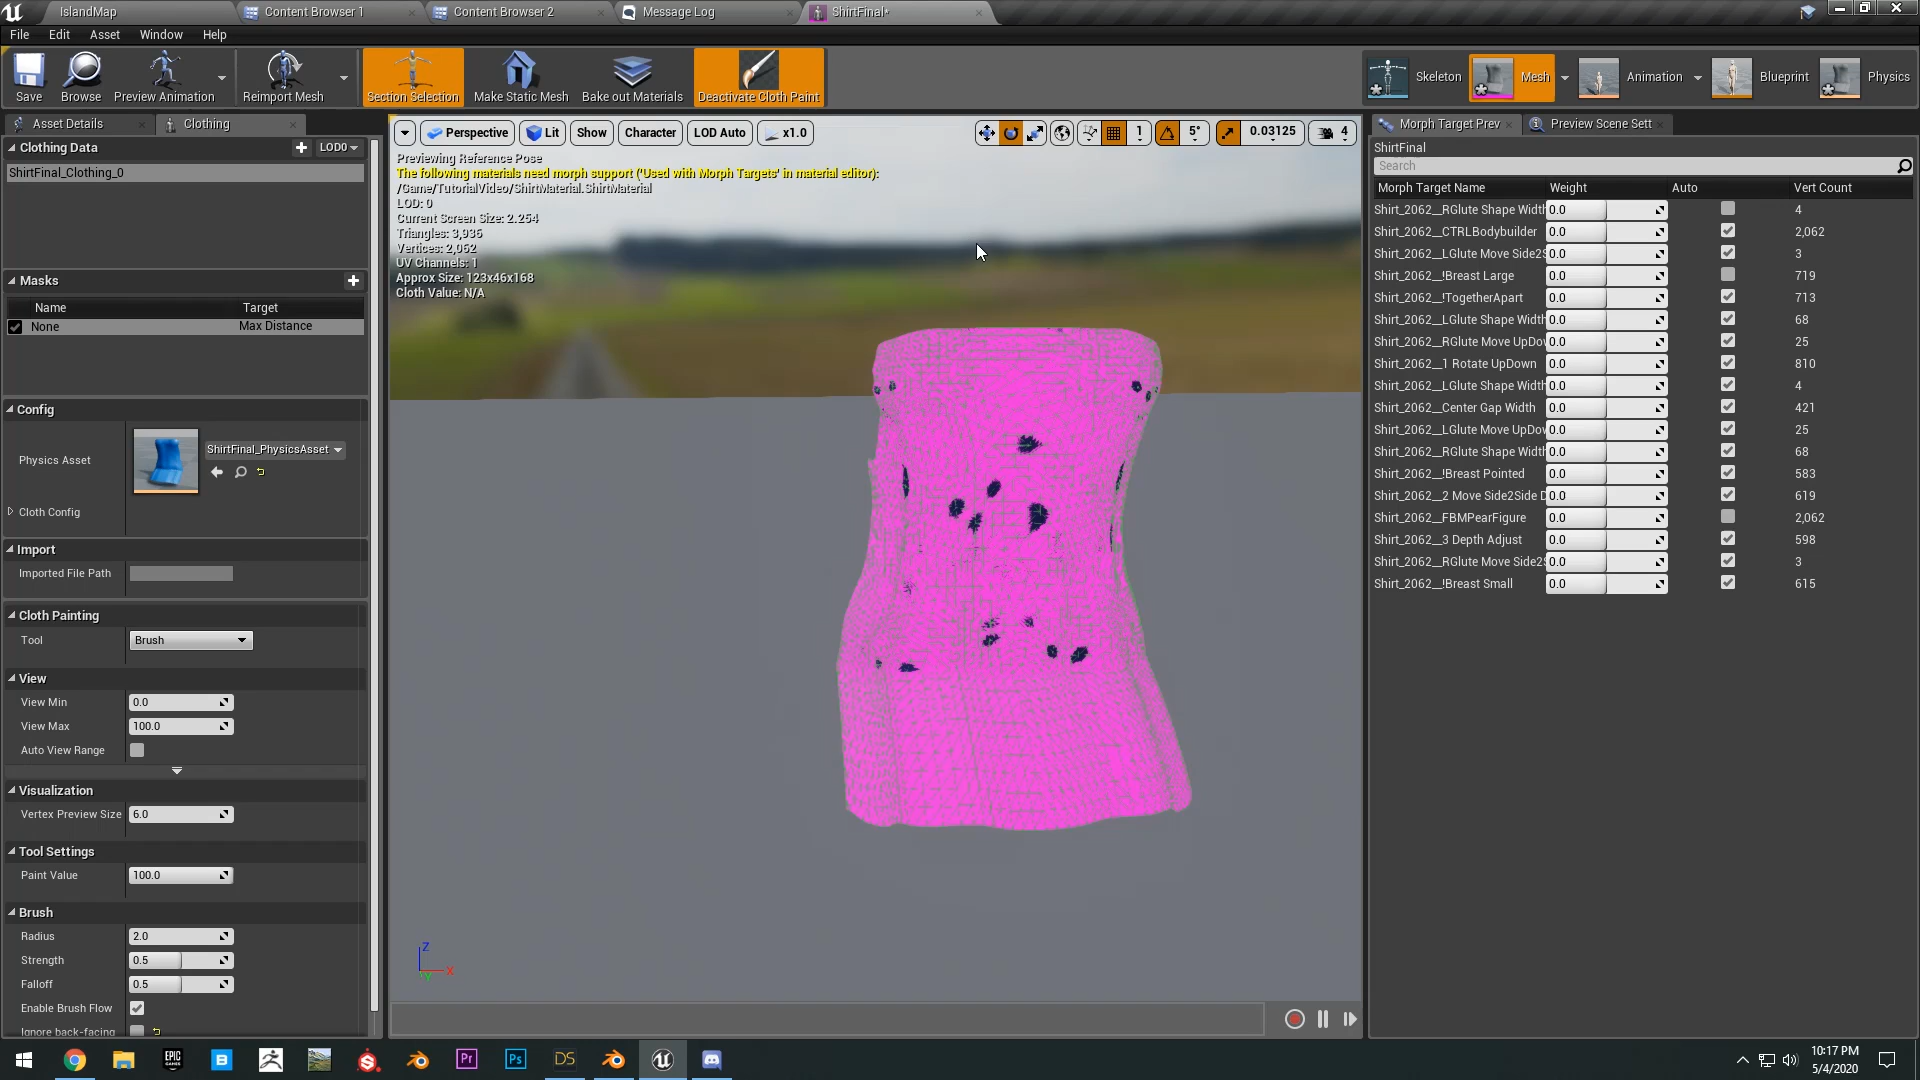 IslandMap
Content Browser 1
Content Browser 2
Message Log
ShirtFinal*
File Edit Asset Window Help
Save
Browse
Preview Animation
Reimport Mesh
Section Selection
Make Static Mesh
Bake out Materials
Deactivate Cloth Paint
Skeleton
Mesh
Animation
Blueprint
Physics
Asset Details
Clothing
Clothing Data
LOD0
ShirtFinal_Clothing_0
Masks
Name Target
None Max Distance
Config
Physics Asset
ShirtFinal_PhysicsAsset
Cloth Config
Import
Imported File Path
Cloth Painting
Tool Brush
View
View Min 0.0
View Max 100.0
Auto View Range
Visualization
Vertex Preview Size 6.0
Tool Settings
Paint Value 100.0
Brush
Radius 2.0
Strength 0.5
Falloff 0.5
Enable Brush Flow
Ignore back-facing
Perspective
Lit
Show
Character
LOD Auto
x1.0
1
5°
0.03125
4
Previewing Reference Pose
The following materials need morph support ('Used with Morph Targets' in material editor):
/Game/TutorialVideo/ShirtMaterial.ShirtMaterial
LOD: 0
Current Screen Size: 2.254
Triangles: 3,936
Vertices: 2,062
UV Channels: 1
Approx Size: 123x46x168
Cloth Value: N/A
Z
X
Y
Morph Target Prev
Preview Scene Sett
ShirtFinal
Search
Morph Target Name Weight Auto Vert Count
Shirt_2062__RGlute Shape Width 0.0 4
Shirt_2062__CTRLBodybuilder 0.0 2,062
Shirt_2062__LGlute Move Side2S 0.0 3
Shirt_2062__!Breast Large 0.0 719
Shirt_2062__!TogetherApart 0.0 713
Shirt_2062__LGlute Shape Width 0.0 68
Shirt_2062__RGlute Move UpDow 0.0 25
Shirt_2062__1 Rotate UpDown 0.0 810
Shirt_2062__LGlute Shape Width 0.0 4
Shirt_2062__Center Gap Width 0.0 421
Shirt_2062__LGlute Move UpDow 0.0 25
Shirt_2062__RGlute Shape Width 0.0 68
Shirt_2062__!Breast Pointed 0.0 583
Shirt_2062__2 Move Side2Side D 0.0 619
Shirt_2062__FBMPearFigure 0.0 2,062
Shirt_2062__3 Depth Adjust 0.0 598
Shirt_2062__RGlute Move Side2S 0.0 3
Shirt_2062__!Breast Small 0.0 615
EPIC
GAMES
B
Pr
Ps
DS
10:17 PM
5/4/2020